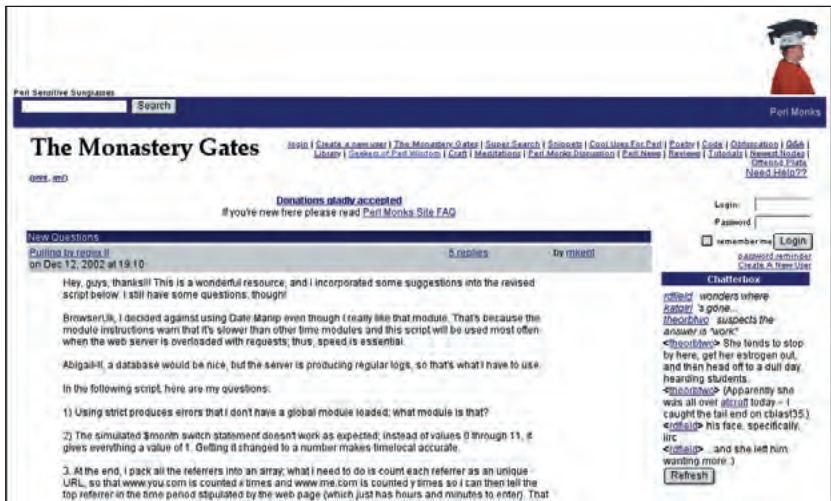 Perl Sensitive Sunglasses
Search
Perl Monks
The Monastery Gates
login | Create a new user | The Monastery Gates | Super Search | Snippets | Cool Uses For Perl | Poetry | Code | Obfuscation | Q&A |
Library | Seekers of Perl Wisdom | Craft | Meditations | Perl Monks Discussion | Perl News | Reviews | Tutorials | Newest Nodes |
Offering Plate
Need Help??
Donations gladly accepted
If you're new here please read Perl Monks Site FAQ
Login:
Password
remember me Login
password reminder
Create A New User
New Questions
Pulling by regex II
5 replies
by mkent
on Dec 12, 2002 at 19:10
Hey, guys, thanks!!! This is a wonderful resource, and I incorporated some suggestions into the revised
script below. I still have some questions, though!
BrowserUk, I decided against using Date Manip even though I really like that module. That's because the
module instructions warn that it's slower than other time modules and this script will be used most often
when the web server is overloaded with requests; thus, speed is essential.
Abigail-II, a database would be nice, but the server is producing regular logs, so that's what I have to use.
In the following script, here are my questions:
1) Using strict produces errors that I don't have a global module loaded; what module is that?
2) The simulated $month switch statement doesn't work as expected; instead of values 0 through 11, it
gives everything a value of 1. Getting it changed to a number makes timelocal accurate.
3. At the end, I pack all the referrers into an array; what I need to do is count each referrer as an unique
URL, so that www.you.com is counted x times and www.me.com is counted y times so I can then tell the
top referrer in the time period stipulated by the web page (which just has hours and minutes to enter). That
Chatterbox
rdfield wonders where
katgirl 's gone...
theorbtwo suspects the
answer is "work"
<theorbtwo> She tends to stop
by here, get her estrogen out,
and then head off to a dull day
hearding students.
<theorbtwo> (Apparently she
was all over atcroft today -- I
caught the tail end on cblast35.)
<rdfield> his face, specifically,
iirc
<rdfield> ...and she left him
wanting more :)
Refresh